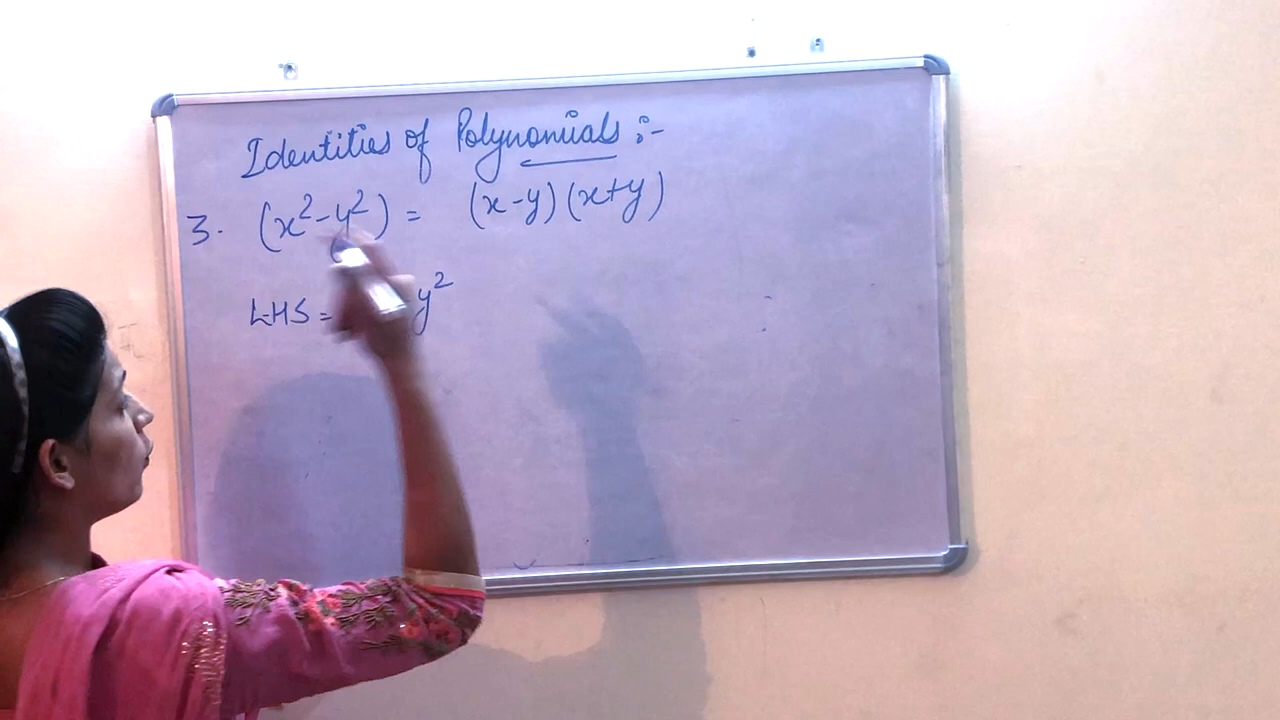 Identities of Polynomials :-
3. (x²-y²) = (x-y)(x+y)
LHS = y²